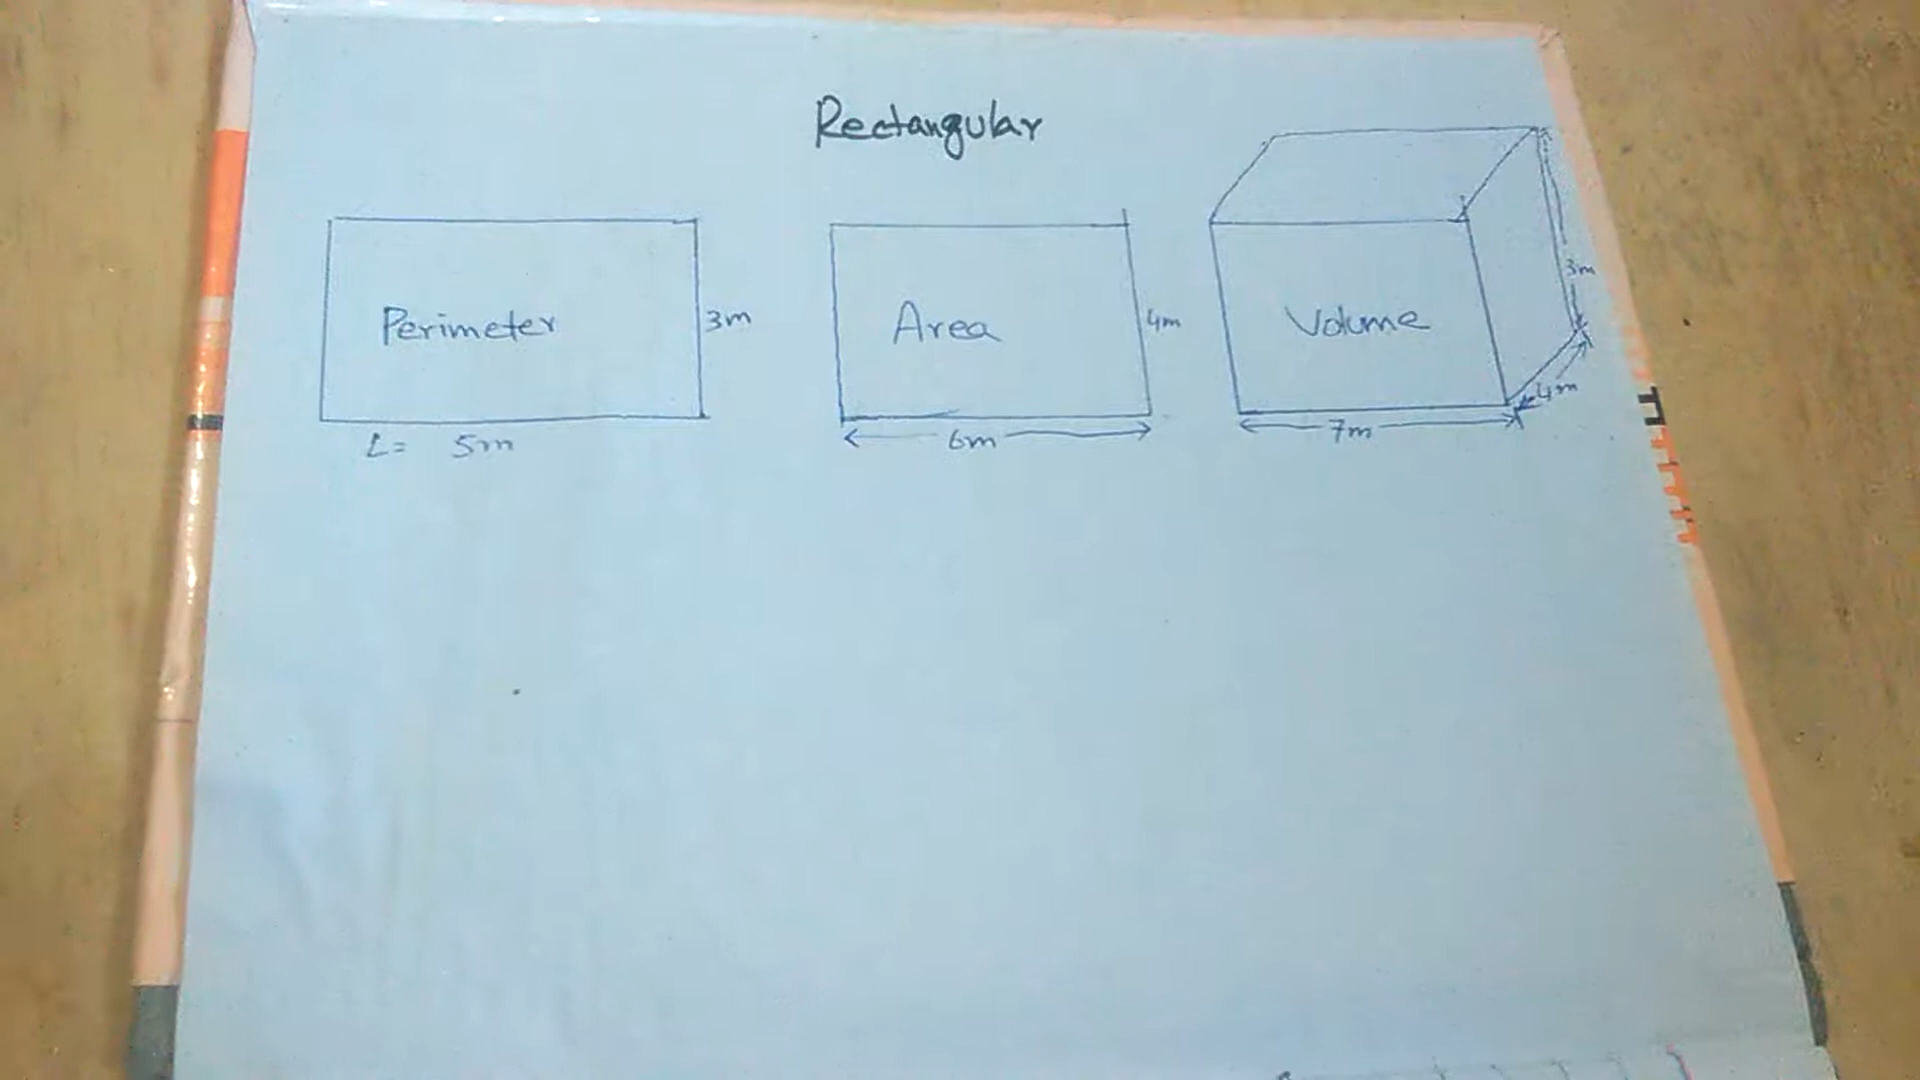 Rectangular
Perimeter
3m
L= 5m
Area
4m
6m
Volume
3m
4m
7m